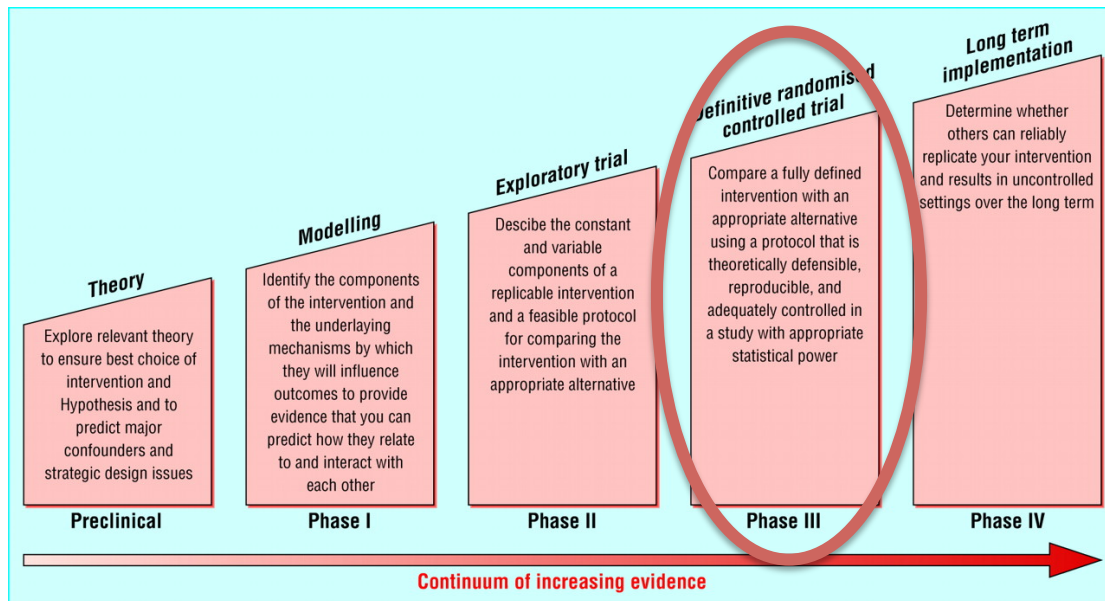 Theory
Explore relevant theory
to ensure best choice of
intervention and
Hypothesis and to
predict major
confounders and
strategic design issues
Preclinical
Modelling
Identify the components
of the intervention and
the underlaying
mechanisms by which
they will influence
outcomes to provide
evidence that you can
predict how they relate
to and interact with
each other
Phase I
Exploratory trial
Descibe the constant
and variable
components of a
replicable intervention
and a feasible protocol
for comparing the
intervention with an
appropriate alternative
Phase II
Definitive randomised
controlled trial
Compare a fully defined
intervention with an
appropriate alternative
using a protocol that is
theoretically defensible,
reproducible, and
adequately controlled in
a study with appropriate
statistical power
Phase III
Long term
implementation
Determine whether
others can reliably
replicate your intervention
and results in uncontrolled
settings over the long term
Phase IV
Continuum of increasing evidence